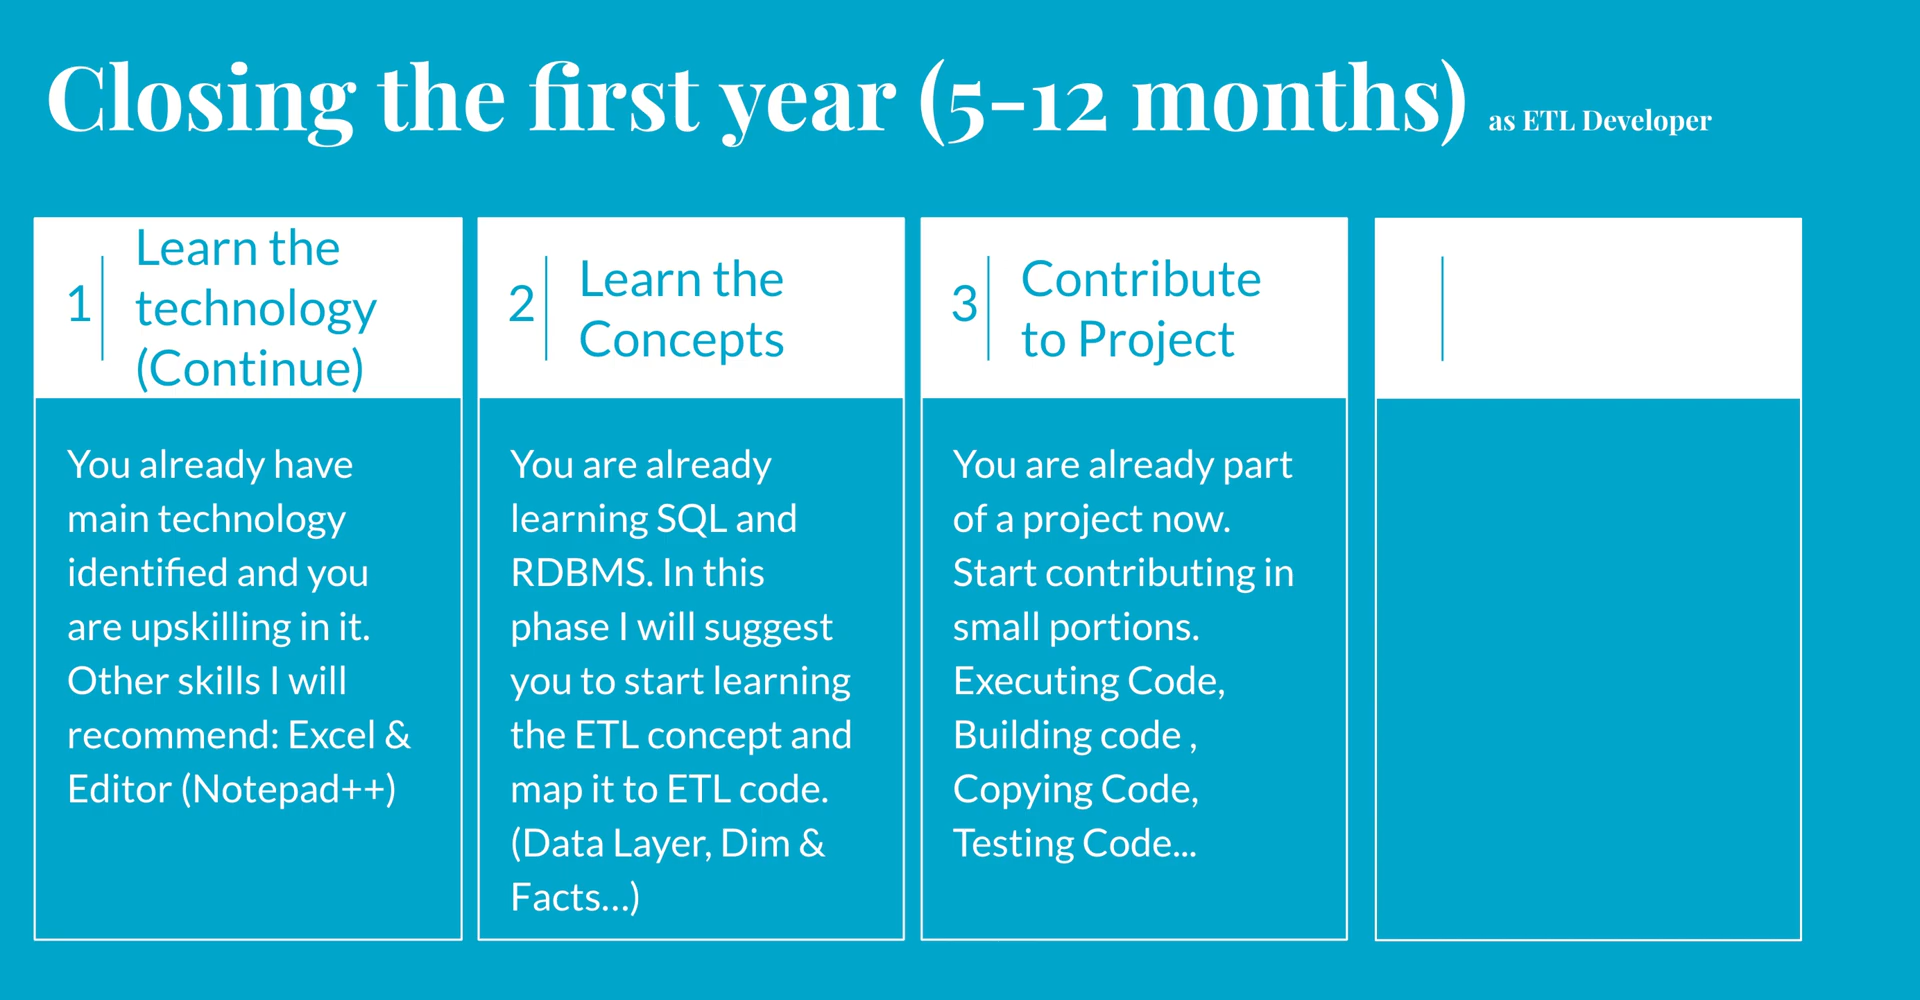 Closing the first year (5-12 months) as ETL Developer
1
Learn the
technology
(Continue)
You already have
main technology
identified and you
are upskilling in it.
Other skills I will
recommend: Excel &
Editor (Notepad++)
2
Learn the
Concepts
You are already
learning SQL and
RDBMS. In this
phase I will suggest
you to start learning
the ETL concept and
map it to ETL code.
(Data Layer, Dim &
Facts...)
3
Contribute
to Project
You are already part
of a project now.
Start contributing in
small portions.
Executing Code,
Building code ,
Copying Code,
Testing Code...